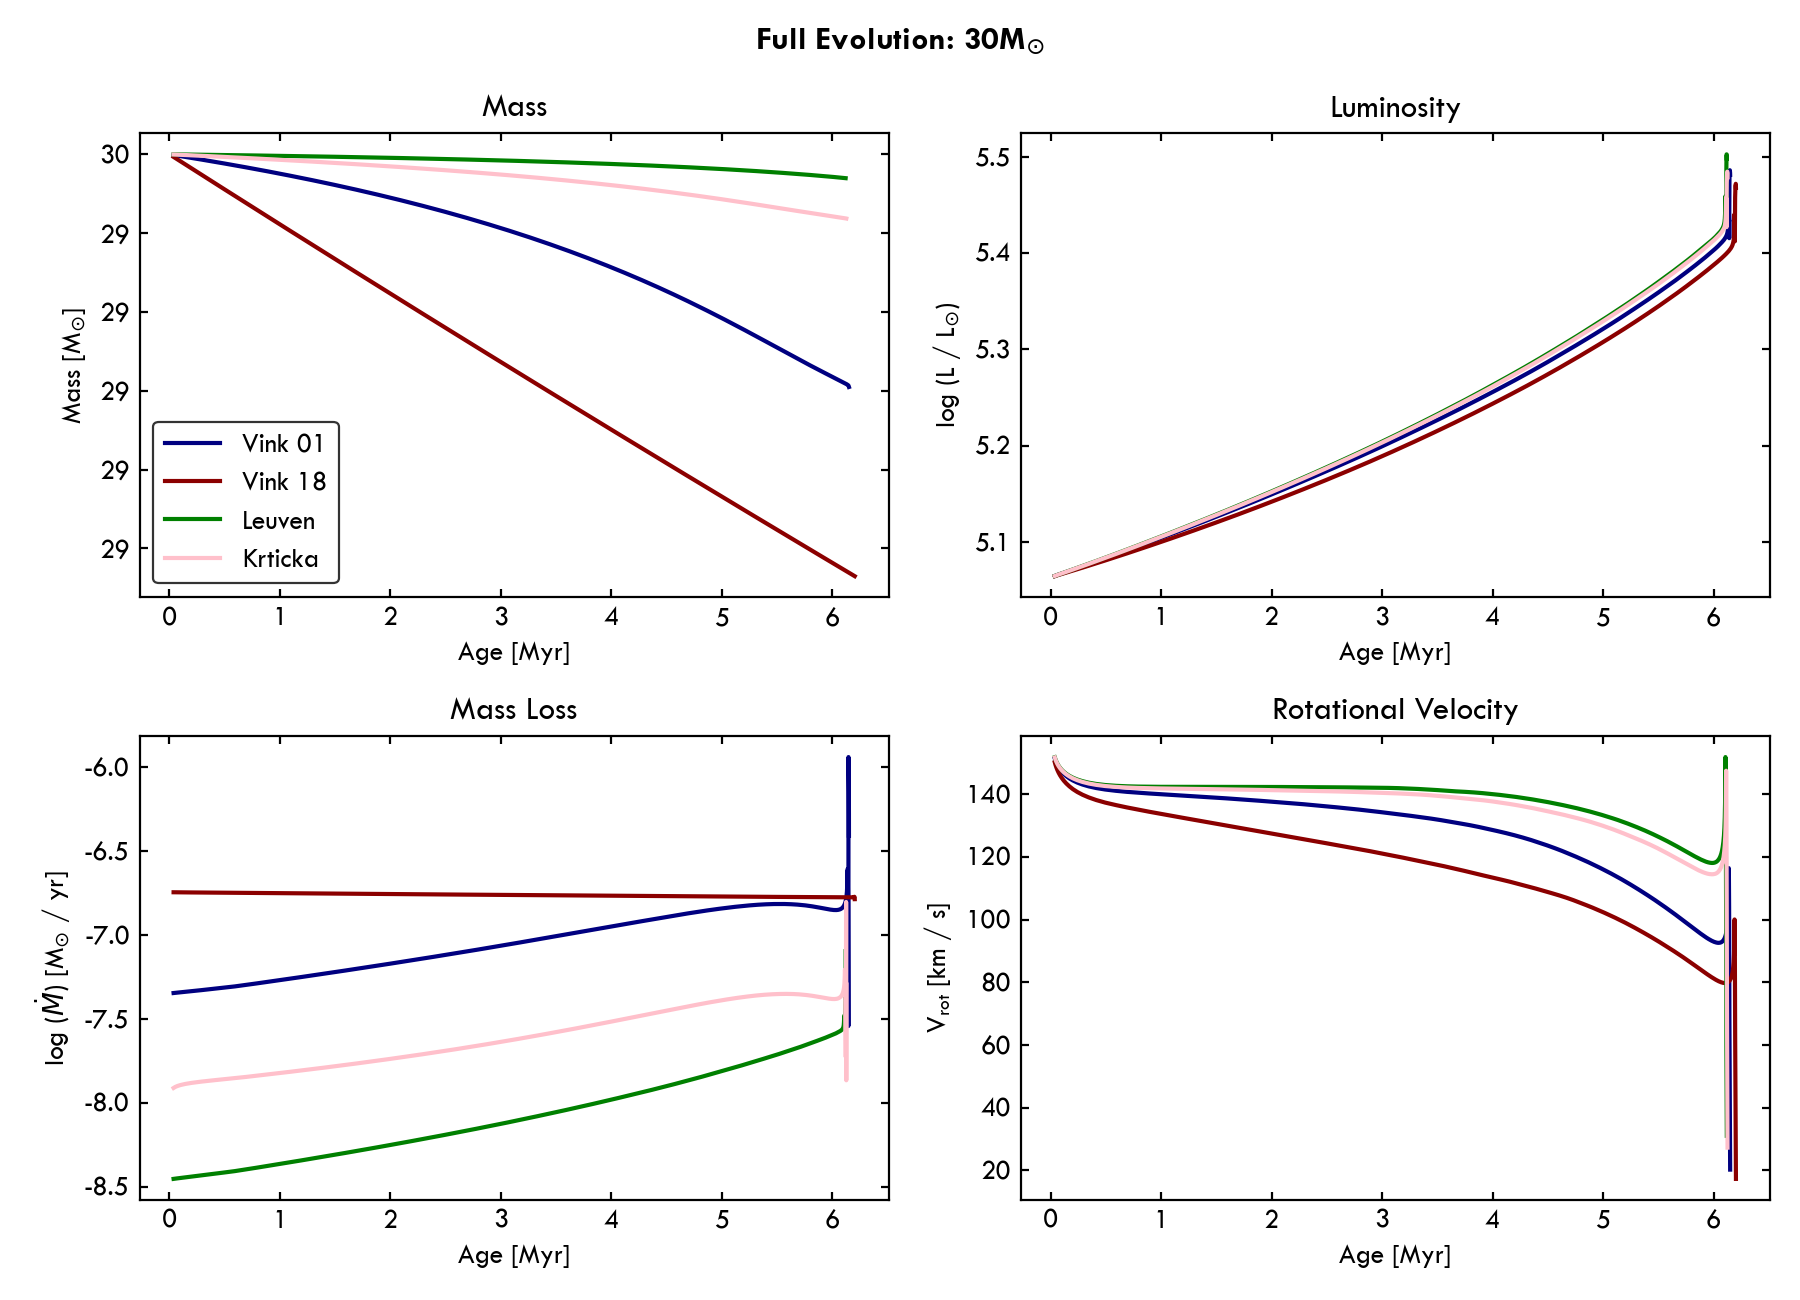 Full Evolution: 30M⊙
Mass
30
29
29
29
29
29
Mass [M⊙]
Vink 01
Vink 18
Leuven
Krticka
0 1 2 3 4 5 6
Age [Myr]
Luminosity
5.5
5.4
5.3
5.2
5.1
log (L / L⊙)
0 1 2 3 4 5 6
Age [Myr]
Mass Loss
-6.0
-6.5
-7.0
-7.5
-8.0
-8.5
log (Ṁ) [M⊙ / yr]
0 1 2 3 4 5 6
Age [Myr]
Rotational Velocity
140
120
100
80
60
40
20
Vrot [km / s]
0 1 2 3 4 5 6
Age [Myr]